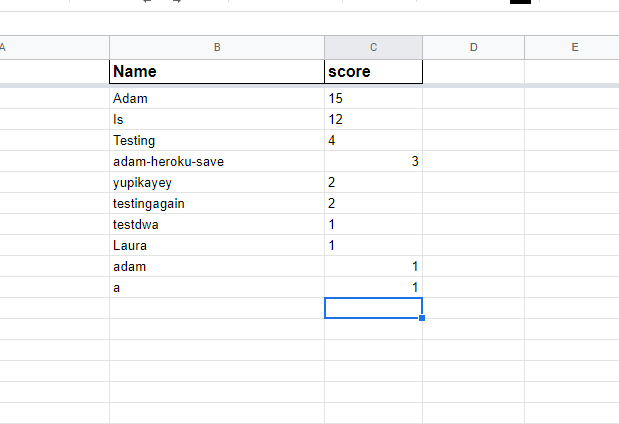 A B C D E
Name score
Adam 15
Is 12
Testing 4
adam-heroku-save 3
yupikayey 2
testingagain 2
testdwa 1
Laura 1
adam 1
a 1